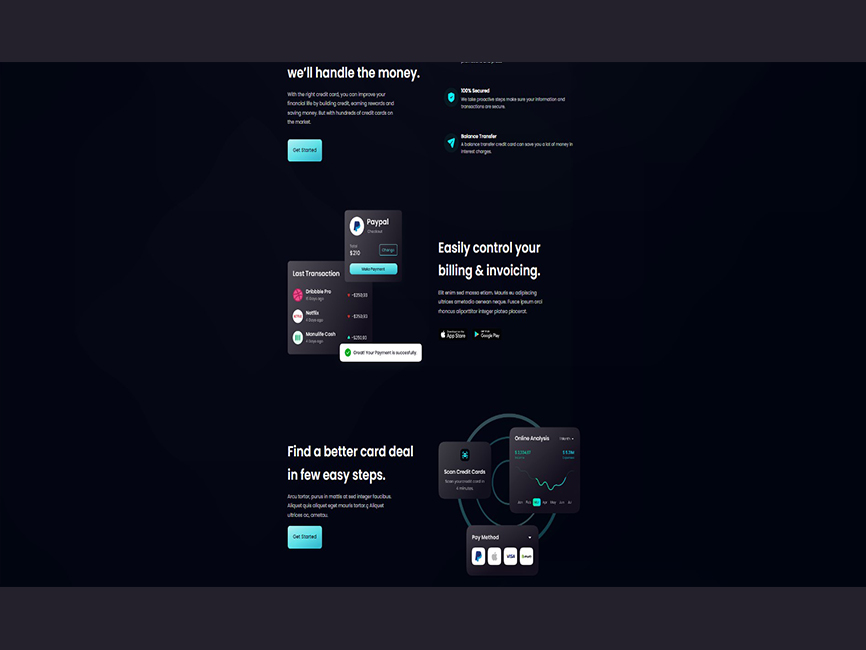 we'll handle the money.
With the right credit card, you can improve your
financial life by building credit, earning rewards and
saving money. But with hundreds of credit cards on
the market.
Get Started
100% Secured
We take proactive steps make sure your information and
transactions are secure.
Balance Transfer
A balance transfer credit card can save you a lot of money in
interest charges.
Paypal
Checkout
Total
$210
Change
Make Payment
Last Transaction
Dribbble Pro
Netflix
Manulife Cash
Great! Your Payment is succesfully.
Easily control your
billing & invoicing.
Elit enim sed massa etiam. Mauris eu adipiscing
ultrices ametodio aenean neque. Fusce ipsum orci
rhoncus aliporttitor integer platea placerat.
App Store
Google Play
Find a better card deal
in few easy steps.
Arcu tortor, purus in mattis at sed integer faucibus.
Aliquet quis aliquet eget mauris tortor.ç Aliquet
ultrices ac, ametau.
Get Started
Scan Credit Cards
Scan your credit card in
4 Minutes.
Online Analysis
Jan Feb Mar Apr May Jun Jul
Pay Method
VISA